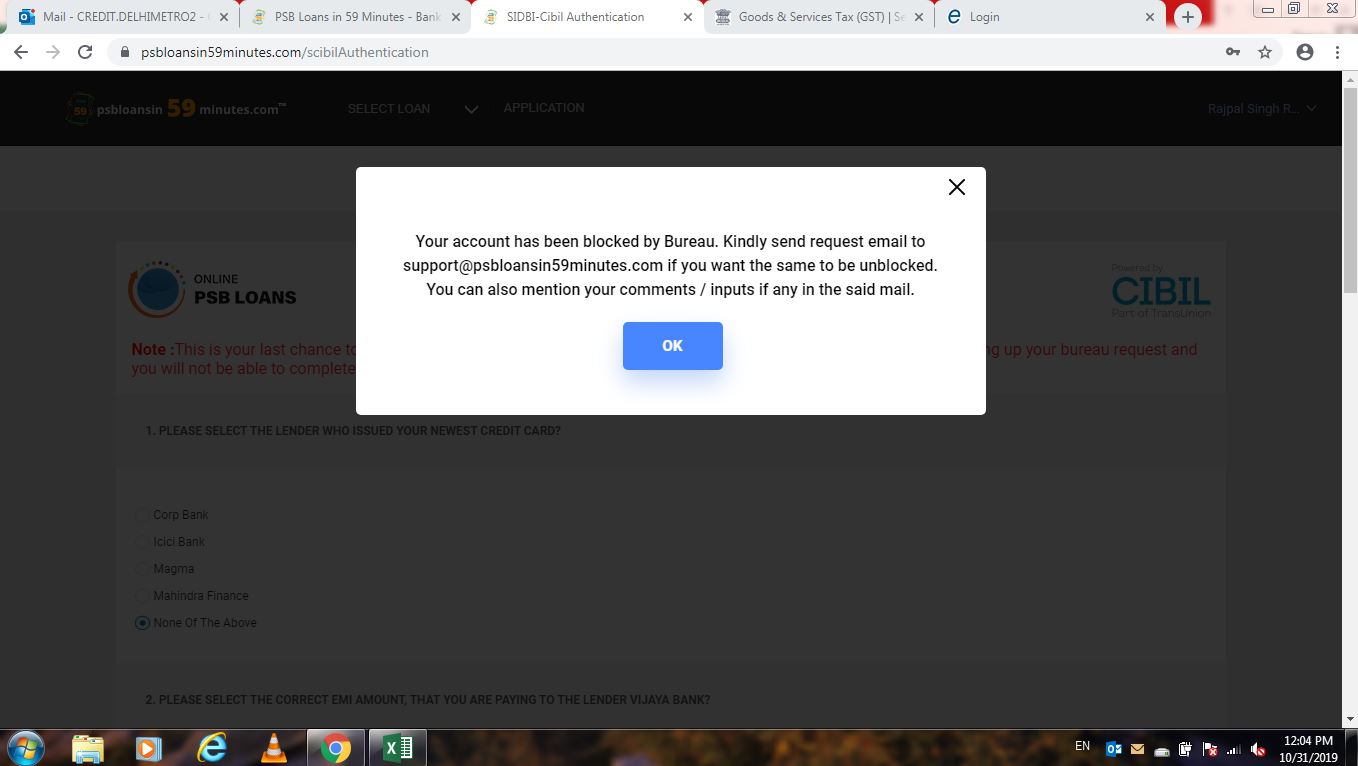 Mail - CREDIT.DELHIMETRO2 -
PSB Loans in 59 Minutes - Bank
SIDBI-Cibil Authentication
Goods & Services Tax (GST) | Se
Login
psbloansin59minutes.com/scibilAuthentication
psbloansin 59 minutes.com™
SELECT LOAN
APPLICATION
Rajpal Singh R...
Your account has been blocked by Bureau. Kindly send request email to
support@psbloansin59minutes.com if you want the same to be unblocked.
You can also mention your comments / inputs if any in the said mail.
OK
ONLINE
PSB LOANS
Powered by
CIBIL
Part of TransUnion
Note :This is your last chance to ng up your bureau request and
you will not be able to complete
1. PLEASE SELECT THE LENDER WHO ISSUED YOUR NEWEST CREDIT CARD?
Corp Bank
Icici Bank
Magma
Mahindra Finance
None Of The Above
2. PLEASE SELECT THE CORRECT EMI AMOUNT, THAT YOU ARE PAYING TO THE LENDER VIJAYA BANK?
EN
12:04 PM
10/31/2019